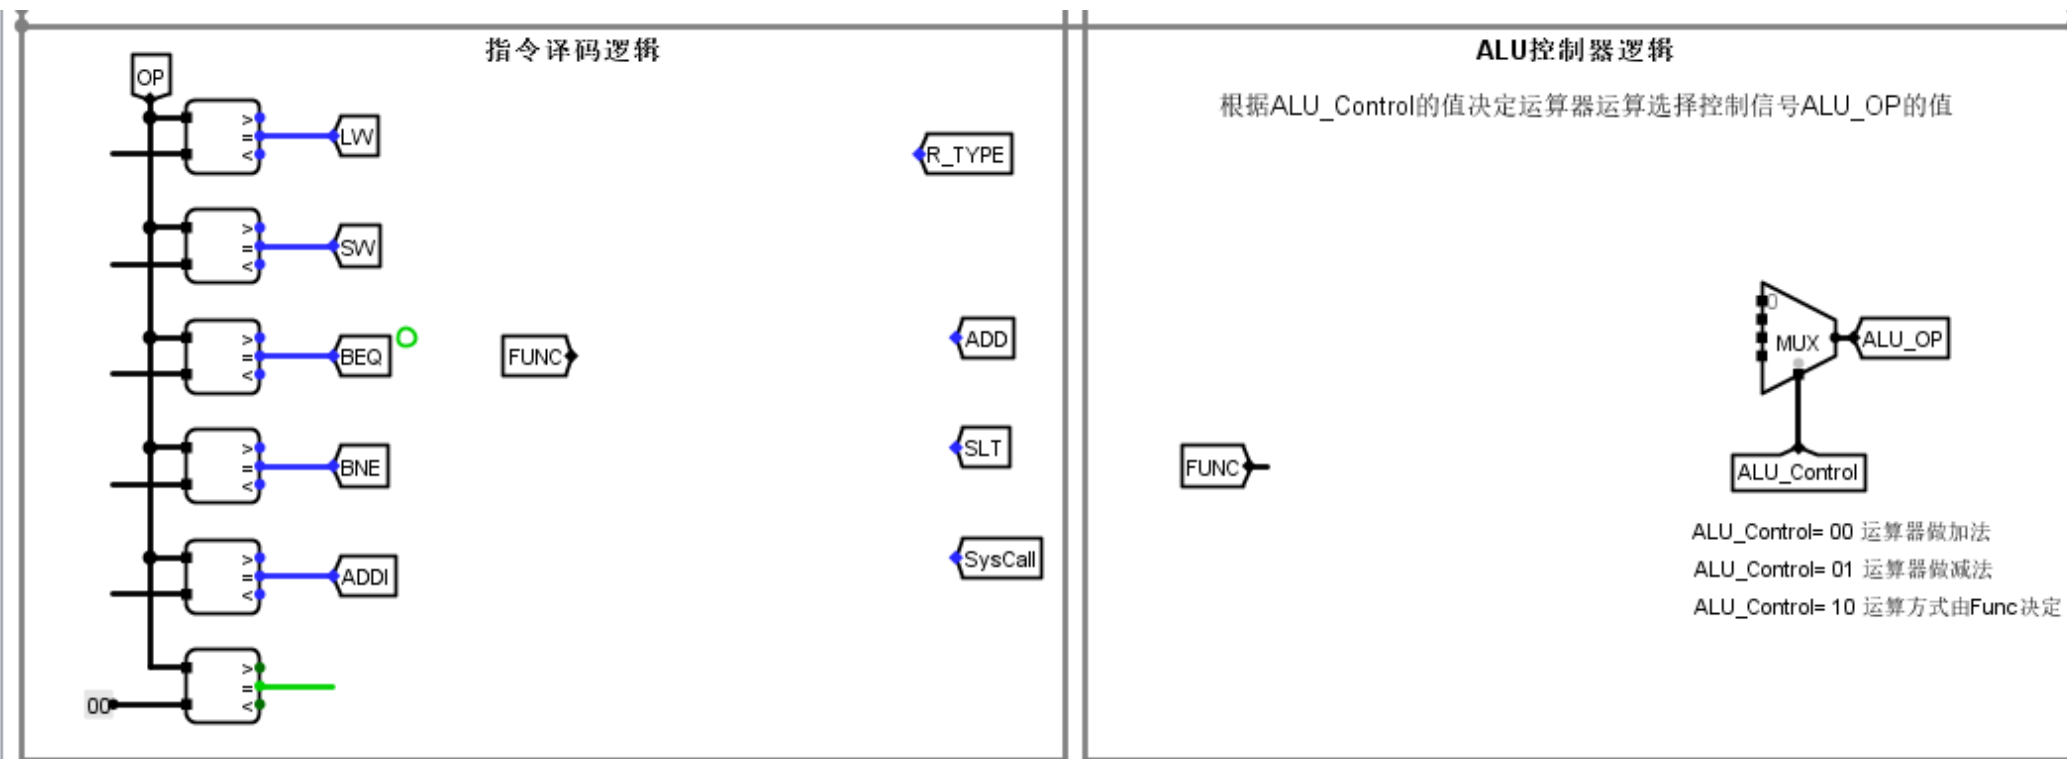 指令译码逻辑
OP
>
=
<
LW
>
=
<
SW
>
=
<
BEQ
>
=
<
BNE
>
=
<
ADDI
00
>
=
<
FUNC
R_TYPE
ADD
SLT
SysCall
ALU控制器逻辑
根据ALU_Control的值决定运算器运算选择控制信号ALU_OP的值
0
MUX
ALU_OP
FUNC
ALU_Control
ALU_Control= 00 运算器做加法
ALU_Control= 01 运算器做减法
ALU_Control= 10 运算方式由Func决定